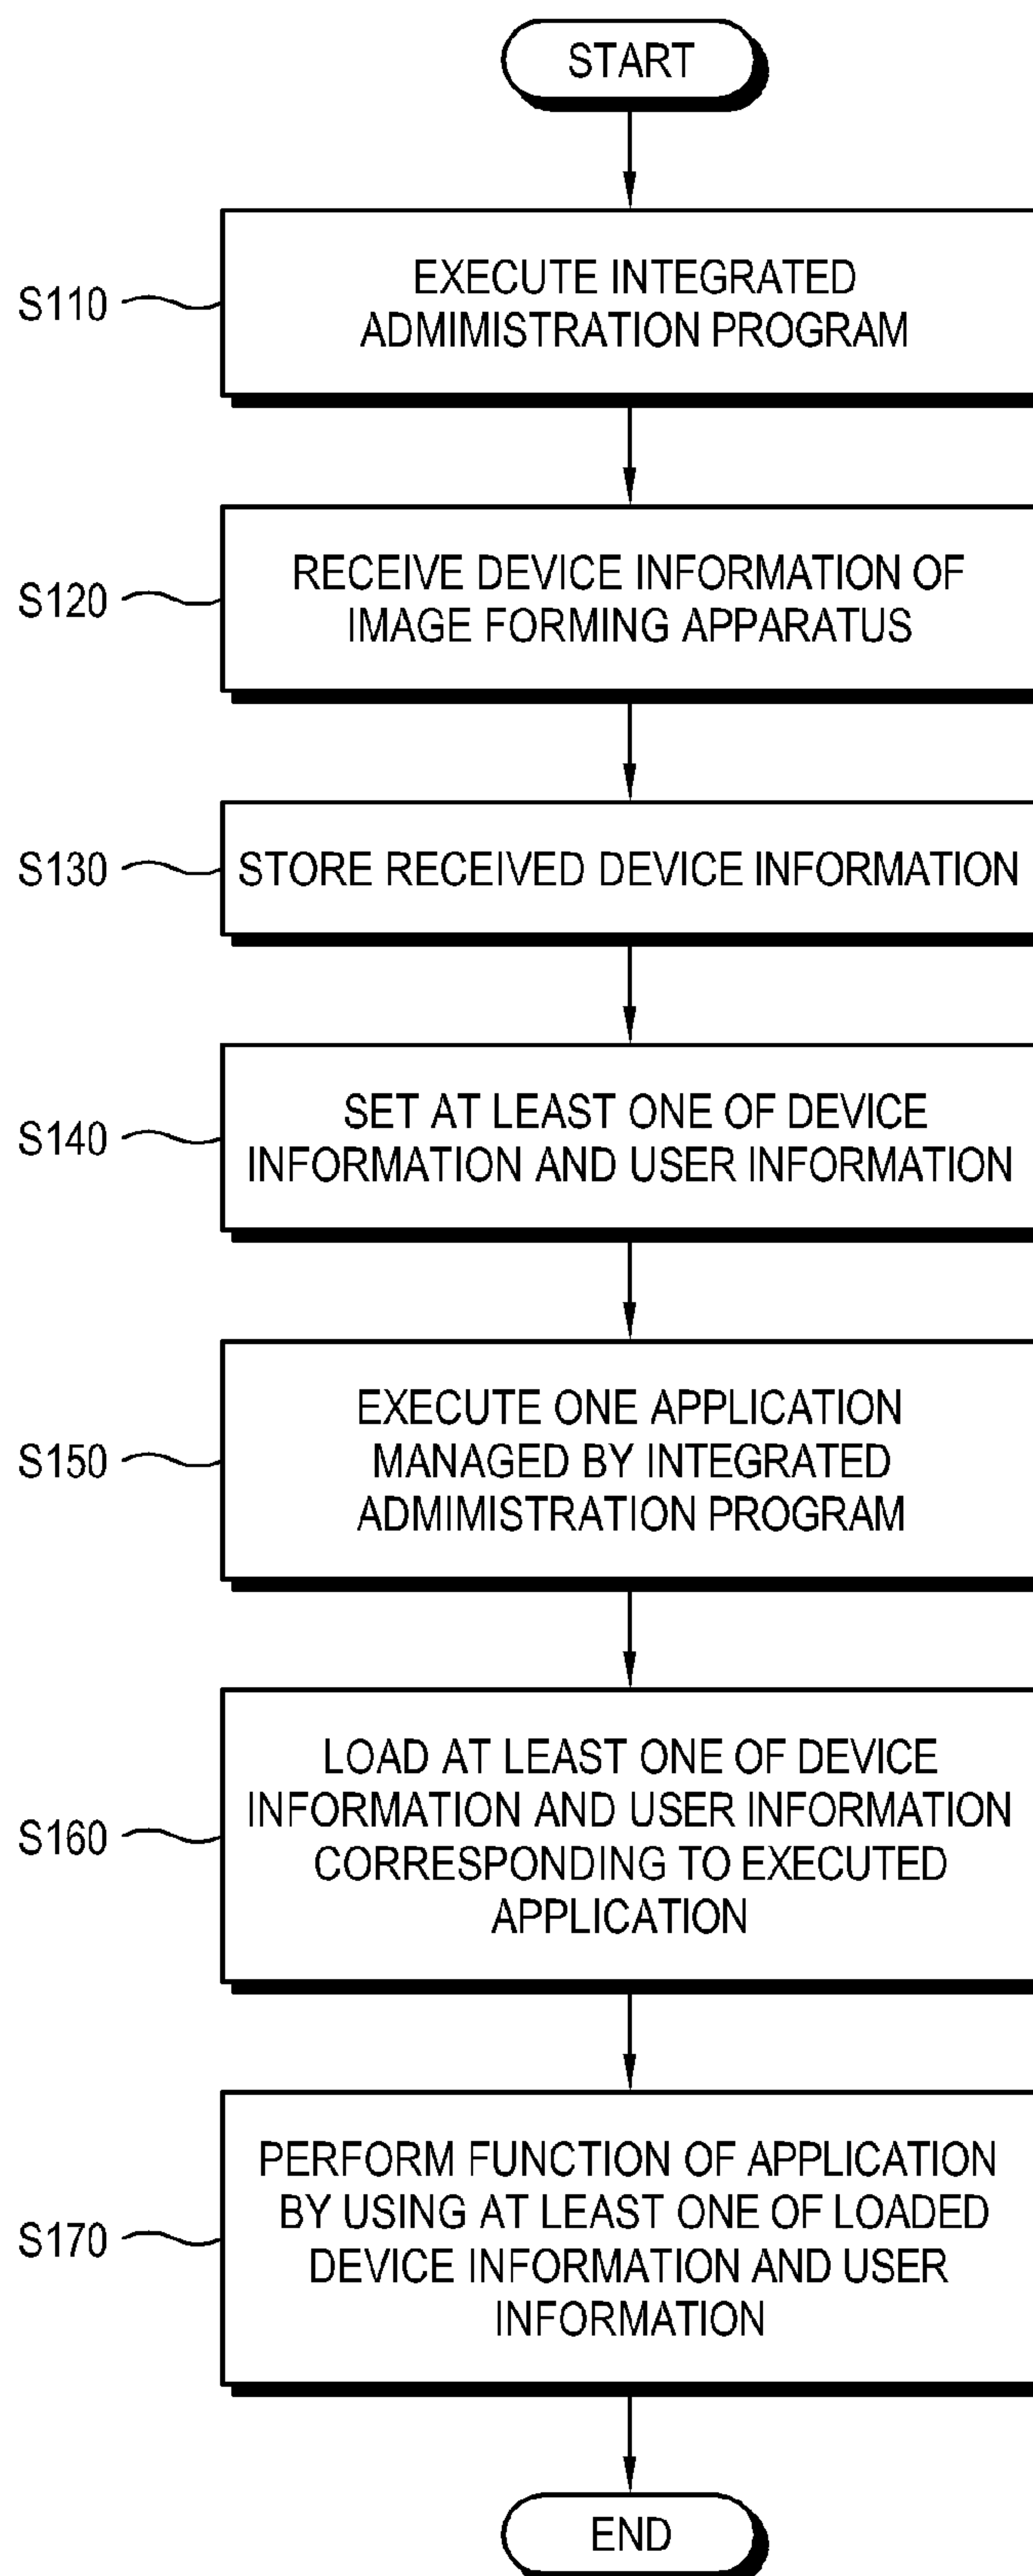 START
S110
EXECUTE INTEGRATED
ADMIMISTRATION PROGRAM
S120
RECEIVE DEVICE INFORMATION OF
IMAGE FORMING APPARATUS
S130
STORE RECEIVED DEVICE INFORMATION
S140
SET AT LEAST ONE OF DEVICE
INFORMATION AND USER INFORMATION
S150
EXECUTE ONE APPLICATION
MANAGED BY INTEGRATED
ADMIMISTRATION PROGRAM
S160
LOAD AT LEAST ONE OF DEVICE
INFORMATION AND USER INFORMATION
CORRESPONDING TO EXECUTED
APPLICATION
S170
PERFORM FUNCTION OF APPLICATION
BY USING AT LEAST ONE OF LOADED
DEVICE INFORMATION AND USER
INFORMATION
END